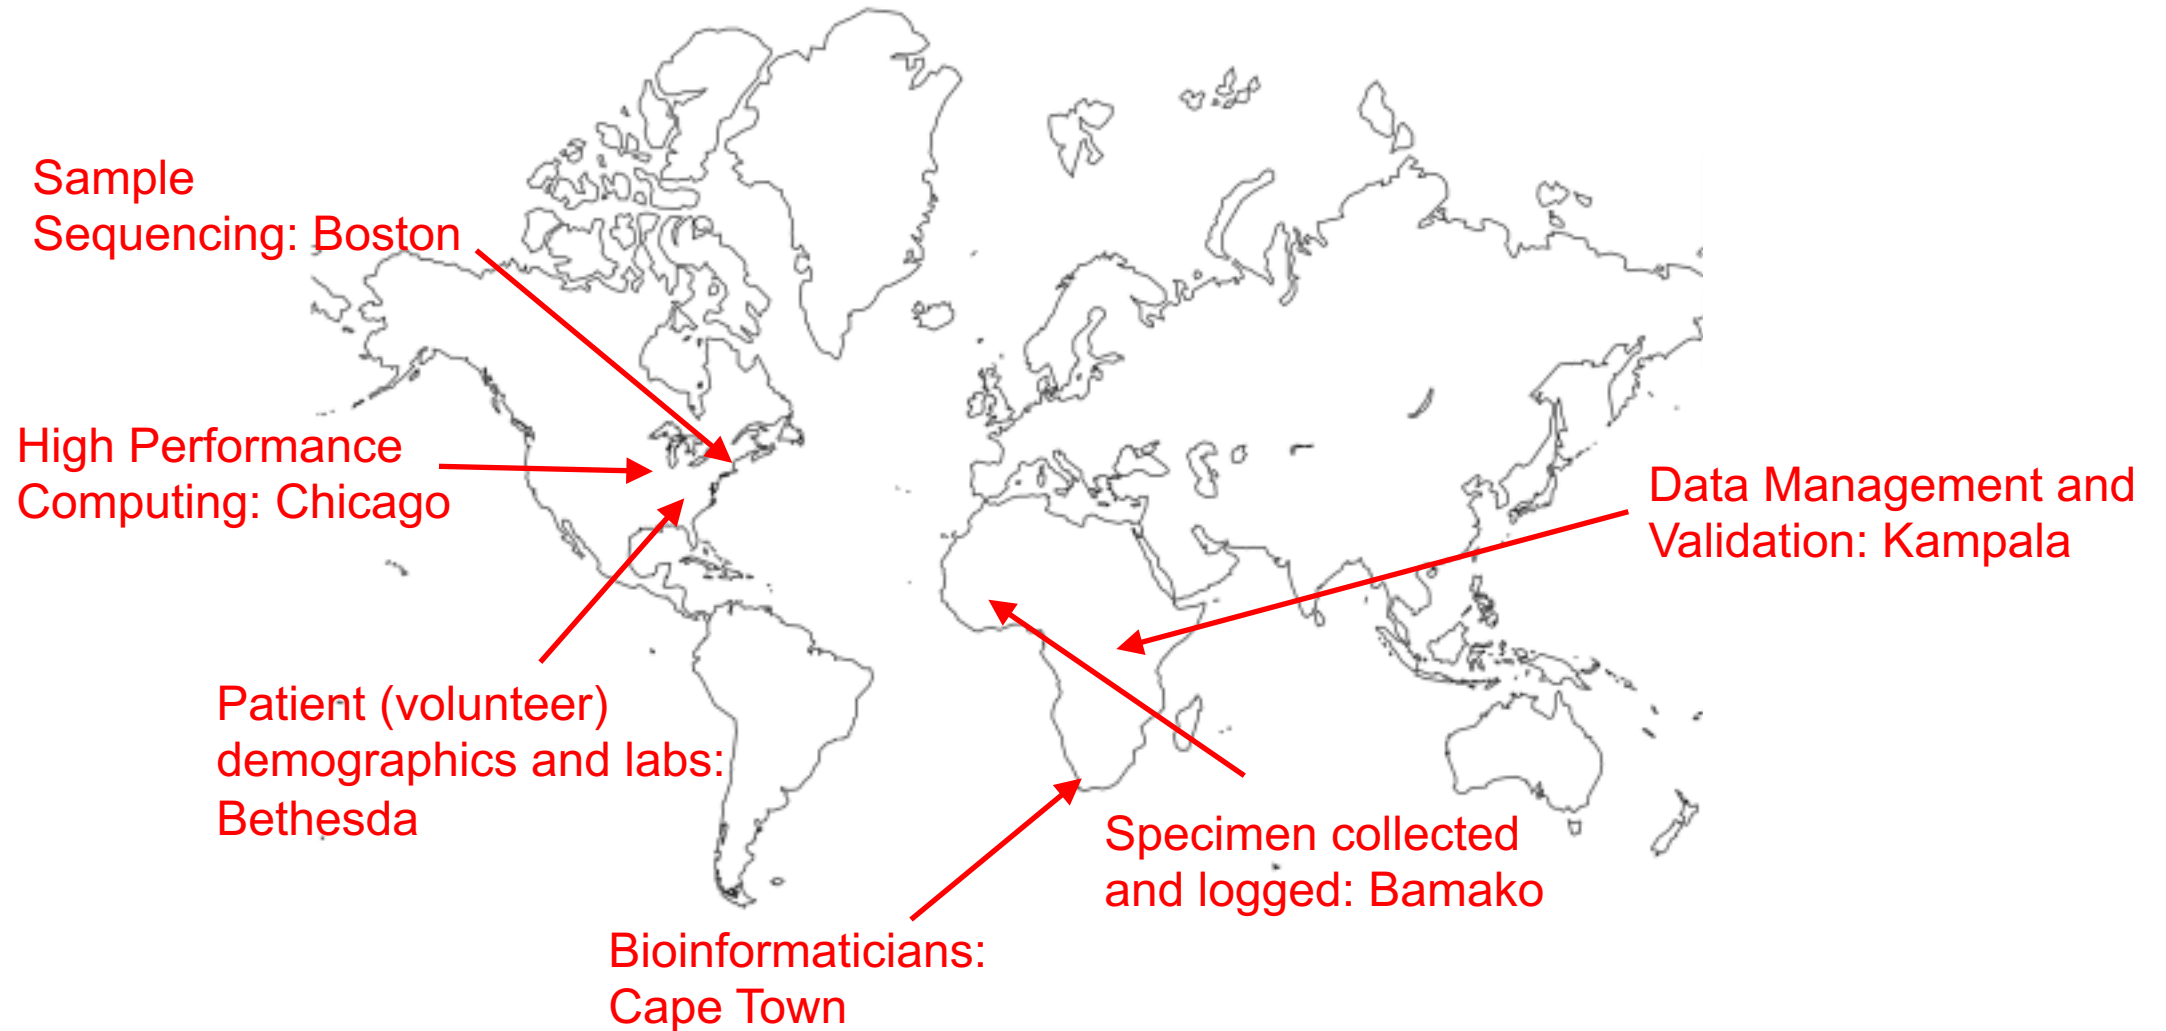 Sample
Sequencing: Boston
High Performance
Computing: Chicago
Data Management and
Validation: Kampala
Patient (volunteer)
demographics and labs:
Bethesda
Specimen collected
and logged: Bamako
Bioinformaticians:
Cape Town